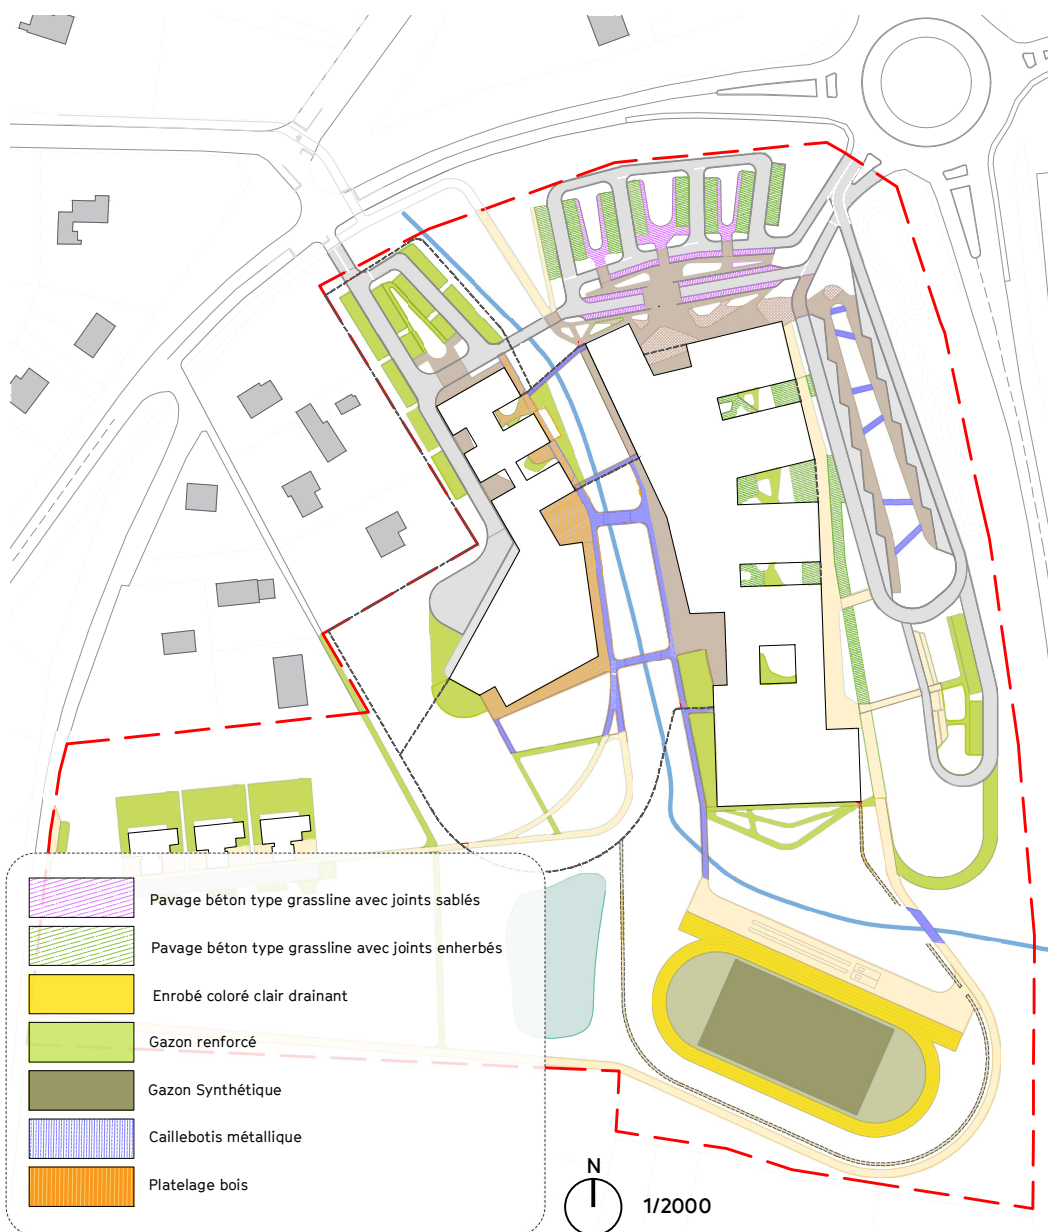 Pavage béton type grassline avec joints sablés
Pavage béton type grassline avec joints enherbés
Enrobé coloré clair drainant
Gazon renforcé
Gazon Synthétique
Caillebotis métallique
Platelage bois
N
1/2000